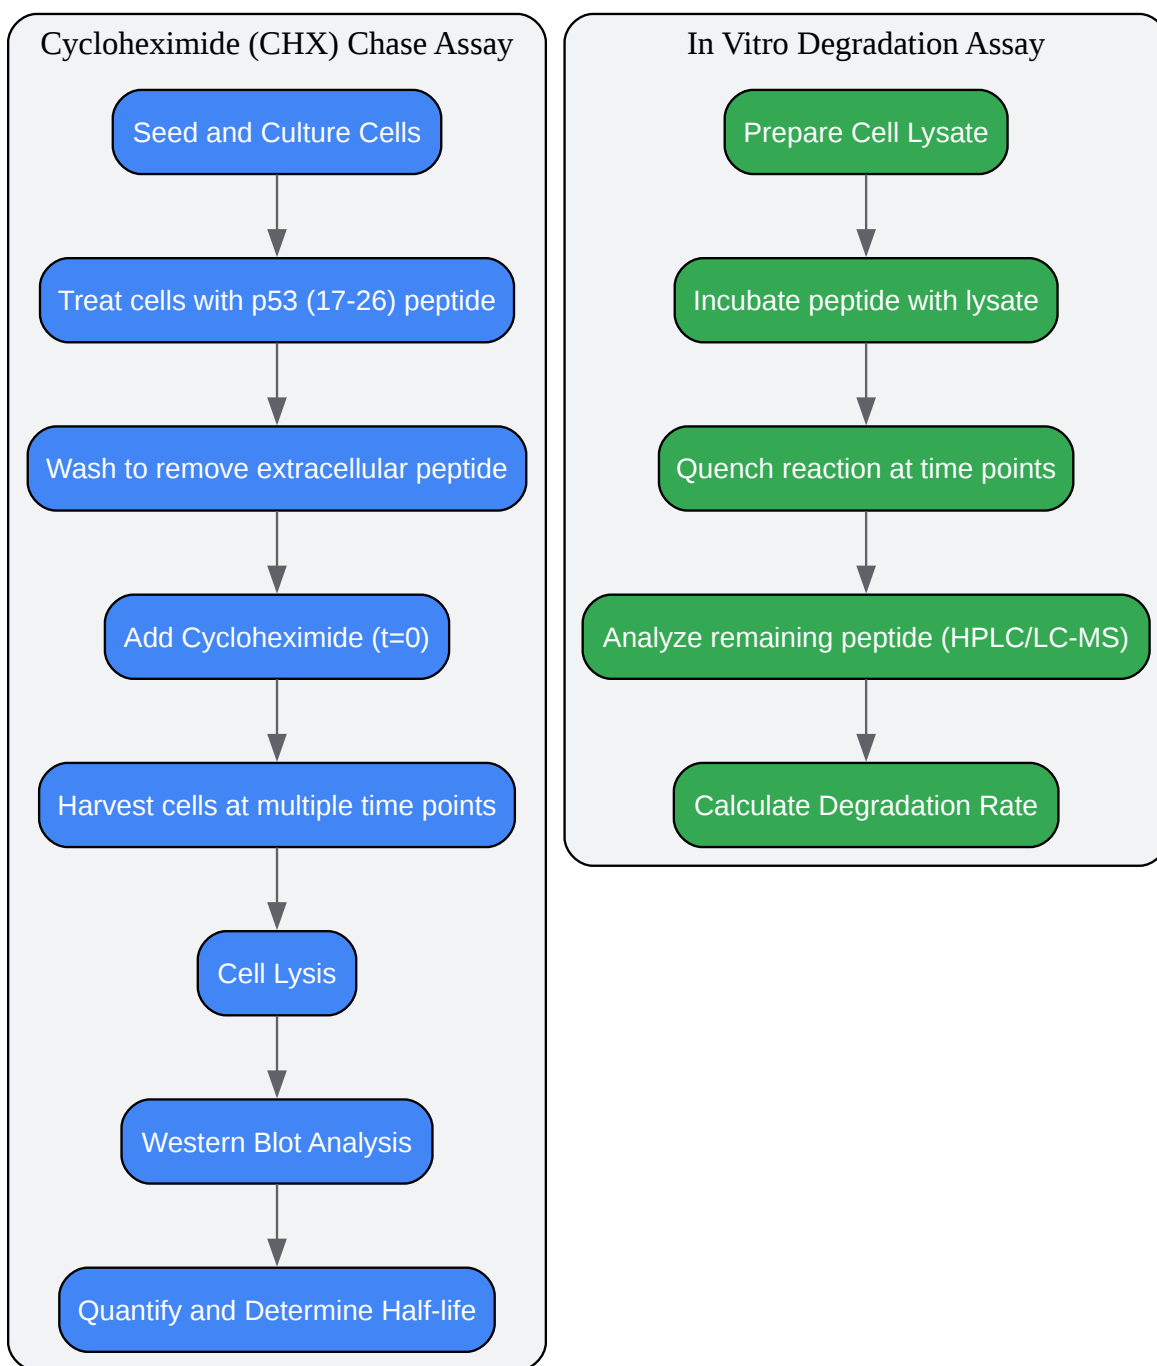 Cycloheximide (CHX) Chase Assay
Seed and Culture Cells
Treat cells with p53 (17-26) peptide
Wash to remove extracellular peptide
Add Cycloheximide (t=0)
Harvest cells at multiple time points
Cell Lysis
Western Blot Analysis
Quantify and Determine Half-life
In Vitro Degradation Assay
Prepare Cell Lysate
Incubate peptide with lysate
Quench reaction at time points
Analyze remaining peptide (HPLC/LC-MS)
Calculate Degradation Rate